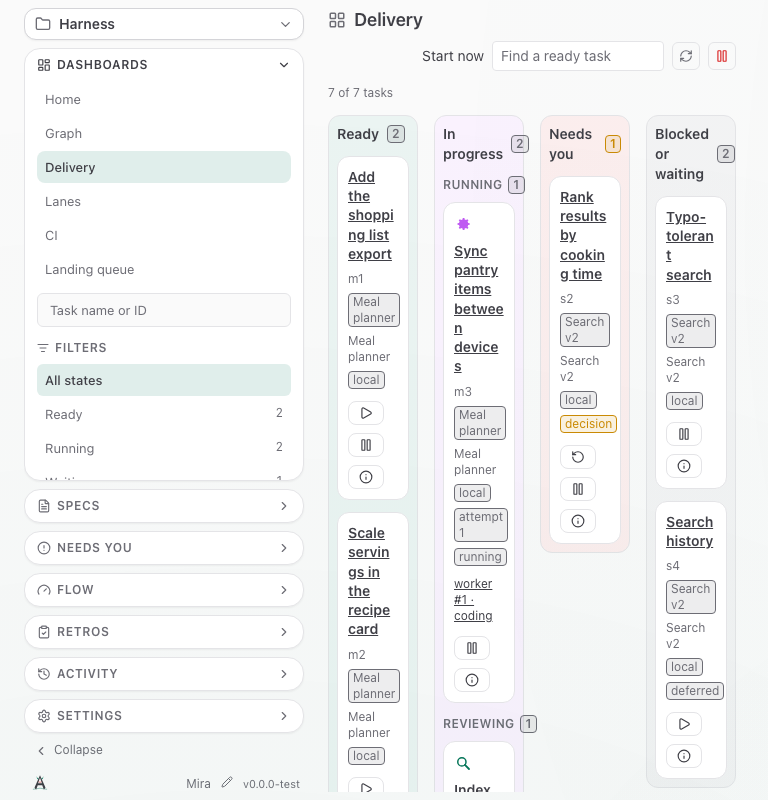 Harness
DASHBOARDS
Home
Graph
Delivery
Lanes
CI
Landing queue
Task name or ID
FILTERS
All states
Ready 2
Running 2
SPECS
NEEDS YOU
FLOW
RETROS
ACTIVITY
SETTINGS
Collapse
Mira v0.0.0-test
Delivery
Start now Find a ready task
7 of 7 tasks
Ready 2
Add
the
shoppi
ng list
export
m1
Meal
planner
Meal
planner
local
Scale
servin
gs in
the
recipe
card
m2
Meal
planner
Meal
planner
local
In
progress 2
RUNNING 1
Sync
pantry
items
betwee
n
device
s
m3
Meal
planner
Meal
planner
local
attempt
1
running
worker
#1 ·
coding
REVIEWING 1
Index
Needs
you 1
Rank
results
by
cookin
g time
s2
Search
v2
Search
v2
local
decision
Blocked
or
waiting 2
Typo-
toleran
t
search
s3
Search
v2
Search
v2
local
Search
history
s4
Search
v2
Search
v2
local
deferred